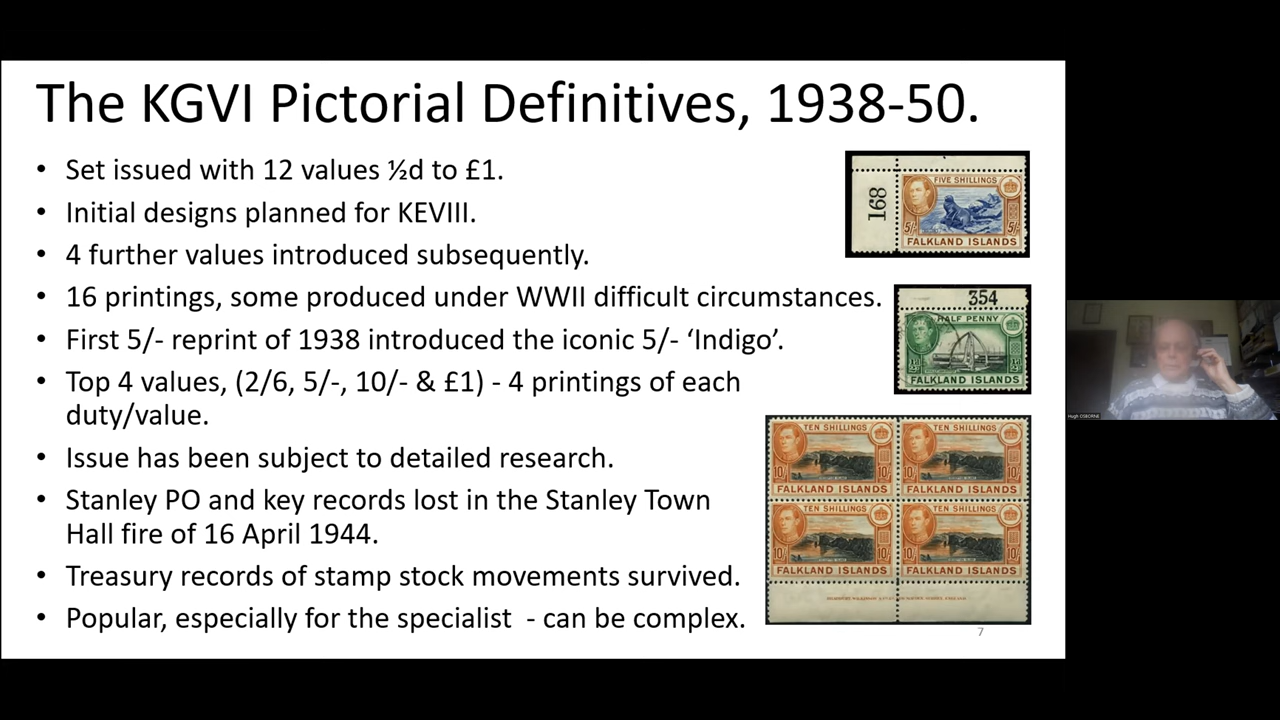 The KGVI Pictorial Definitives, 1938-50.
• Set issued with 12 values ½d to £1.
• Initial designs planned for KEVIII.
• 4 further values introduced subsequently.
• 16 printings, some produced under WWII difficult circumstances.
• First 5/- reprint of 1938 introduced the iconic 5/- ‘Indigo’.
• Top 4 values, (2/6, 5/-, 10/- & £1) - 4 printings of each
duty/value.
• Issue has been subject to detailed research.
• Stanley PO and key records lost in the Stanley Town
Hall fire of 16 April 1944.
• Treasury records of stamp stock movements survived.
• Popular, especially for the specialist - can be complex.
168
FIVE SHILLINGS
5/- 5/-
FALKLAND ISLANDS
354
HALF PENNY
½d ½d
FALKLAND ISLANDS
TEN SHILLINGS TEN SHILLINGS
10/- 10/- 10/- 10/-
FALKLAND ISLANDS FALKLAND ISLANDS
TEN SHILLINGS TEN SHILLINGS
10/- 10/- 10/- 10/-
FALKLAND ISLANDS FALKLAND ISLANDS
7
Hugh OSBORNE